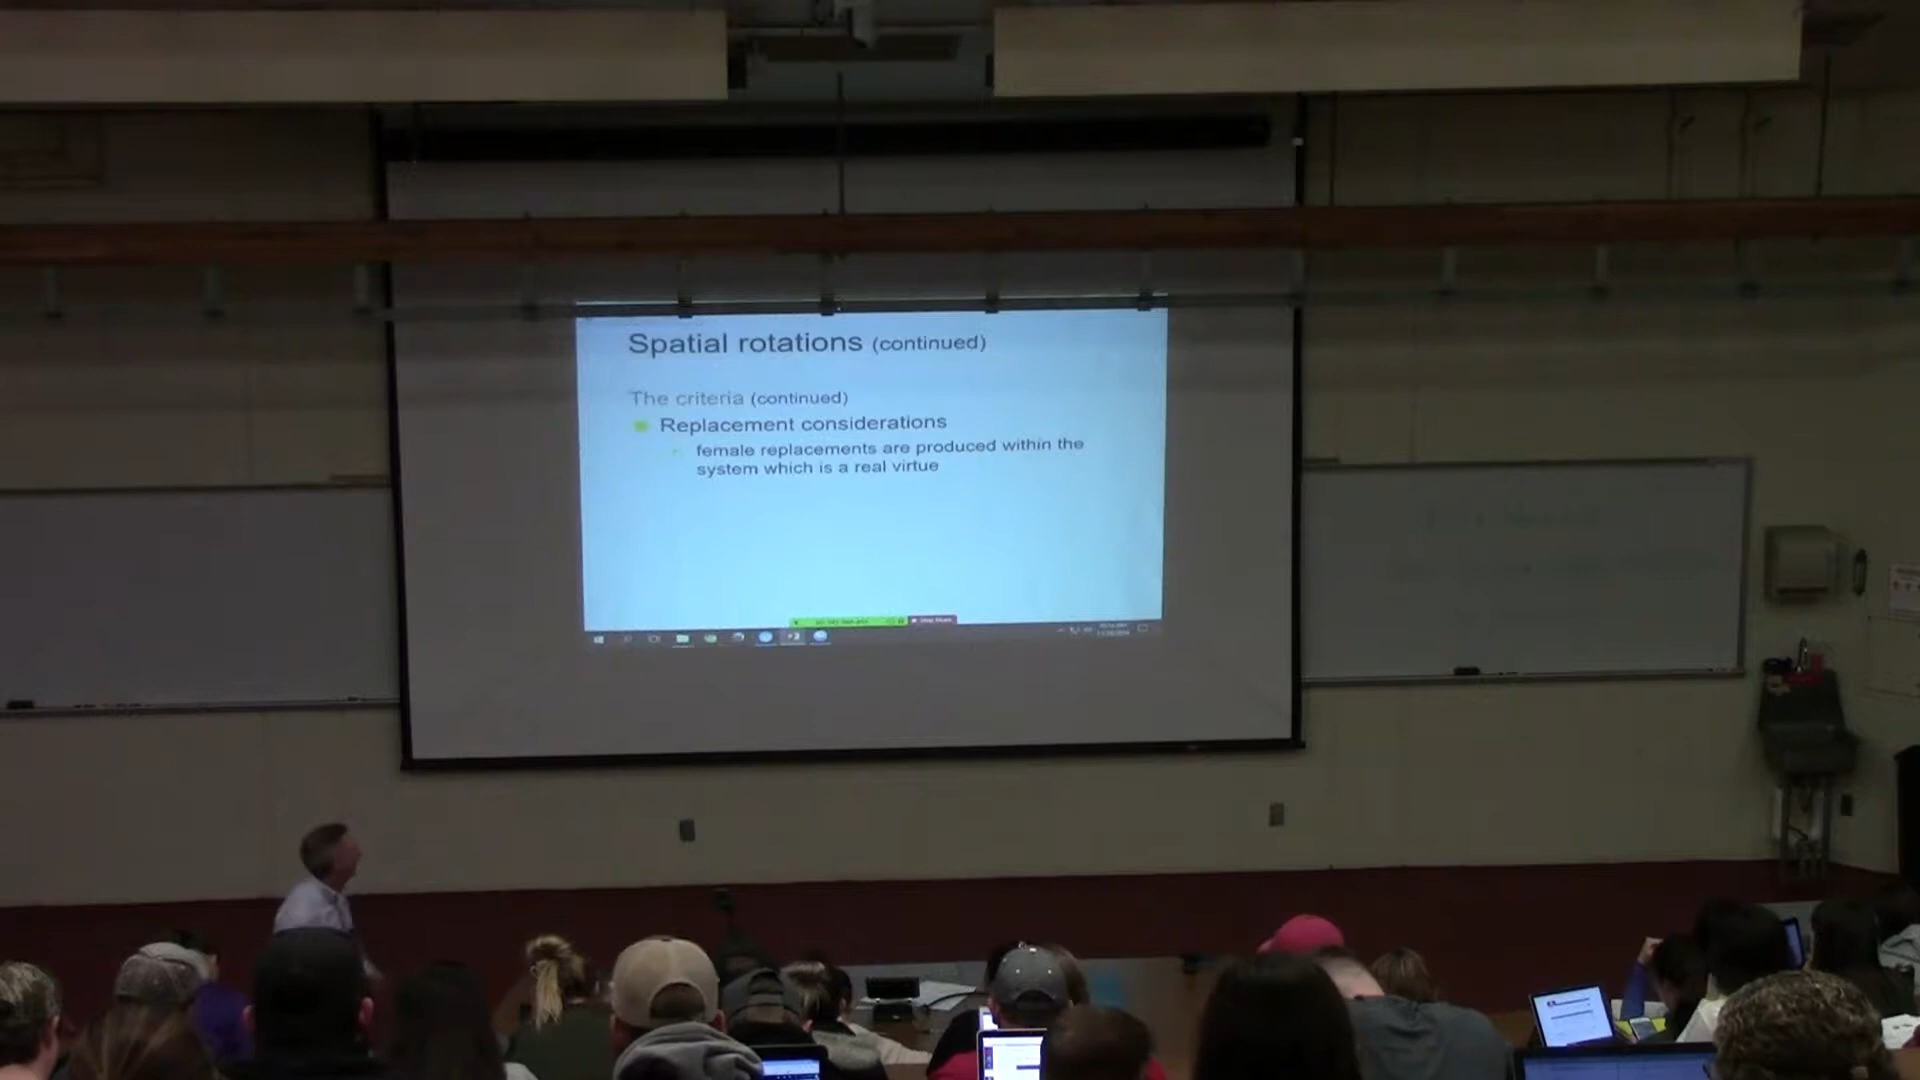 Spatial rotations (continued)
The criteria (continued)
Replacement considerations
female replacements are produced within the
system which is a real virtue